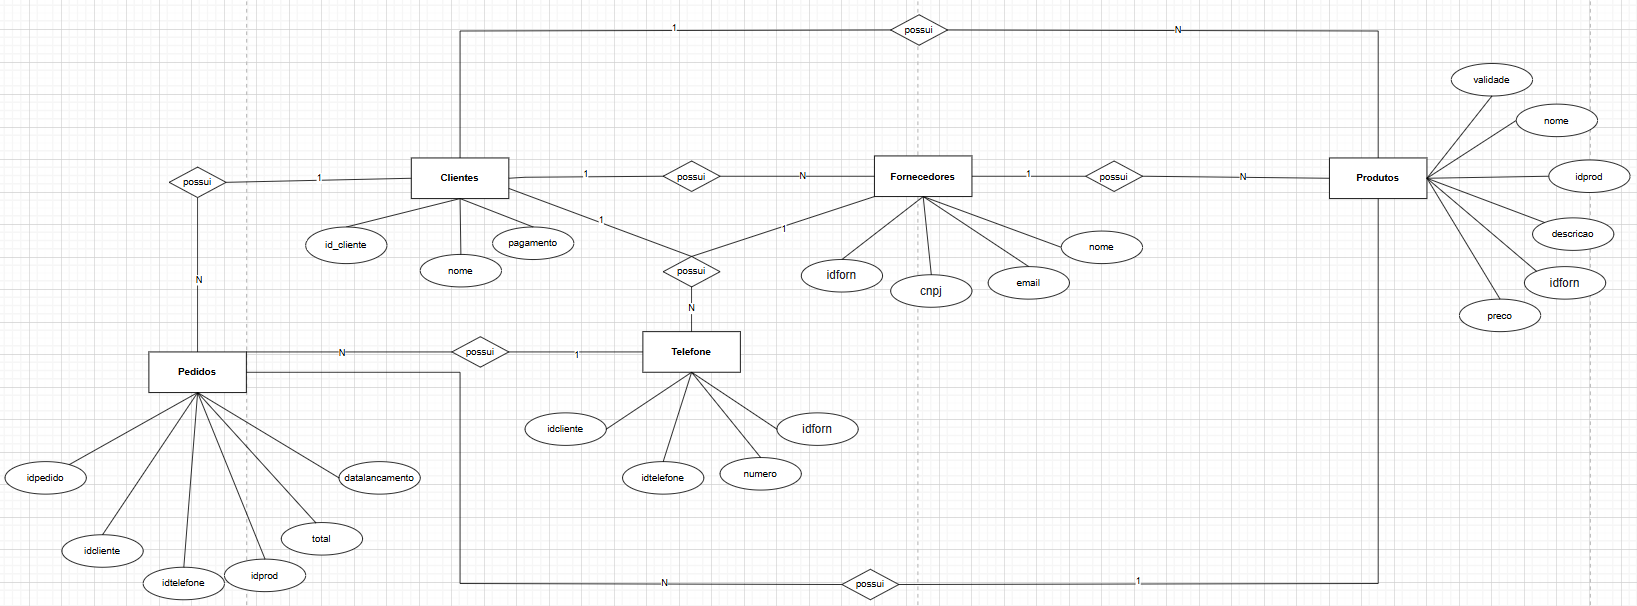 1
possui
N
validade
nome
possui
1
Clientes
1
possui
N
Fornecedores
1
possui
N
Produtos
idprod
id_cliente
nome
pagamento
1
1
possui
N
idforn
cnpj
email
nome
descricao
idforn
preco
N
Pedidos
N
possui
1
Telefone
idcliente
idtelefone
numero
idforn
idpedido
idcliente
idtelefone
idprod
total
datalancamento
N
possui
1